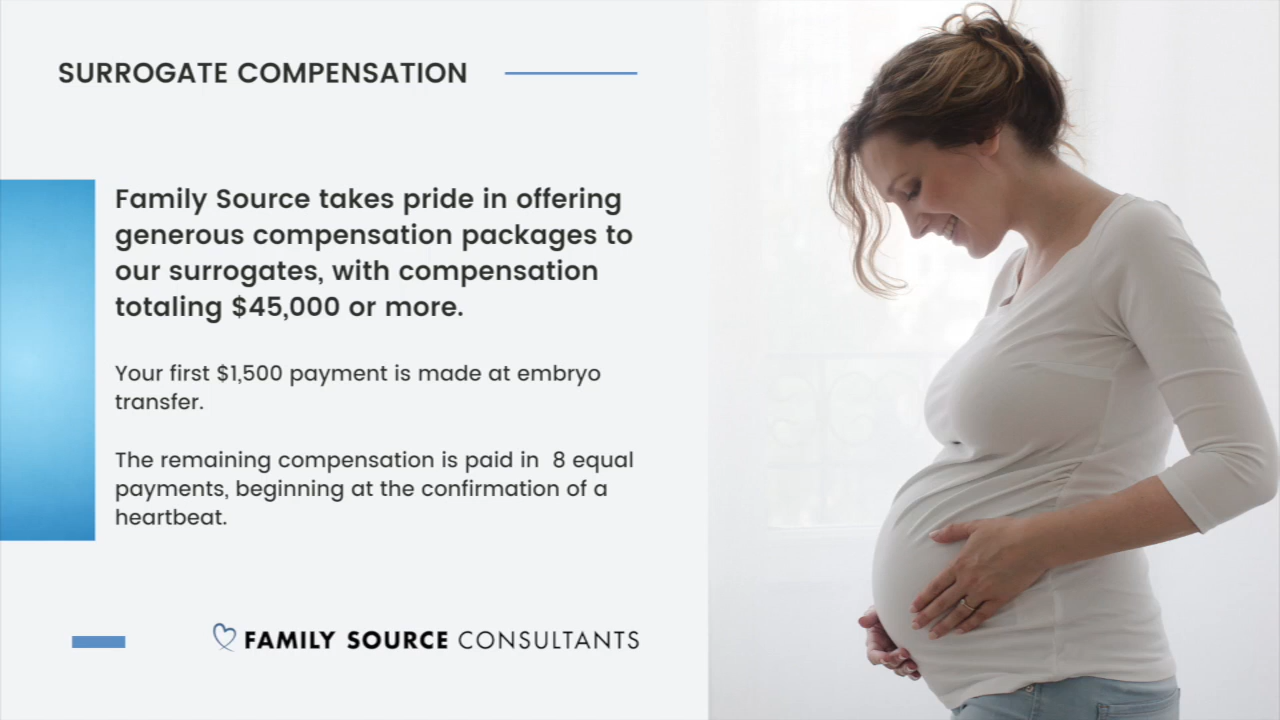 SURROGATE COMPENSATION
Family Source takes pride in offering
generous compensation packages to
our surrogates, with compensation
totaling $45,000 or more.
Your first $1,500 payment is made at embryo
transfer.
The remaining compensation is paid in  8 equal
payments, beginning at the confirmation of a
heartbeat.
FAMILY SOURCE CONSULTANTS